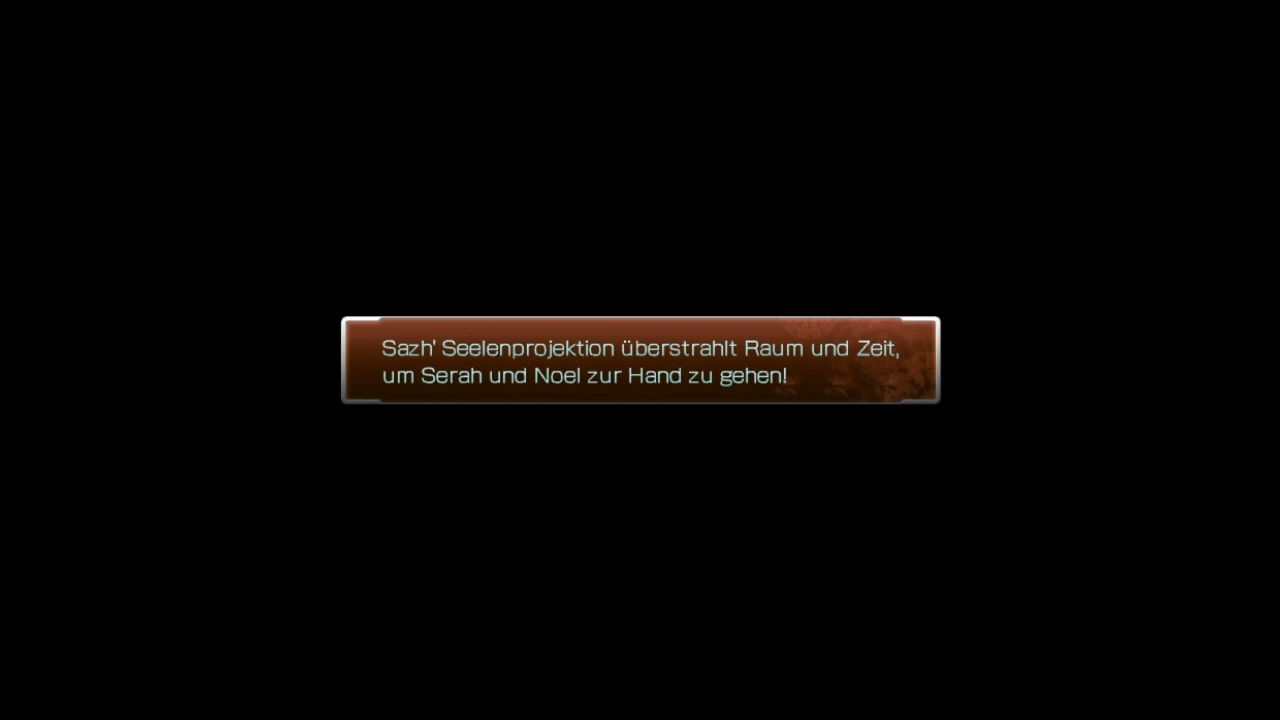 Sazh' Seelenprojektion überstrahlt Raum und Zeit,
um Serah und Noel zur Hand zu gehen!